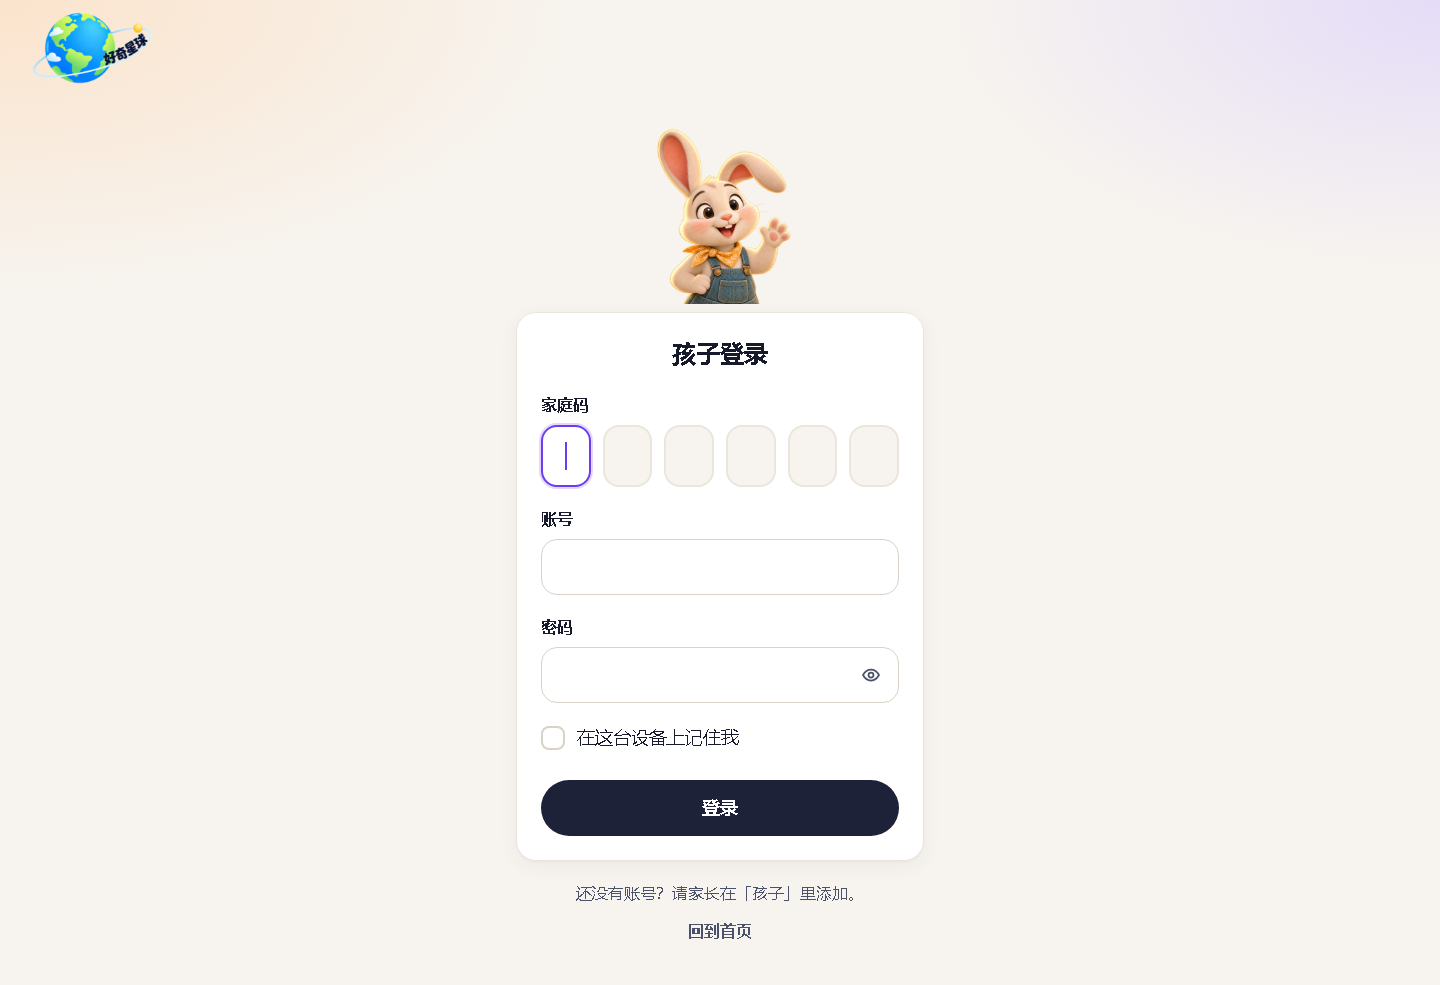 好奇星球
孩子登录
家庭码
账号
密码
在这台设备上记住我
登录
还没有账号？请家长在「孩子」里添加。
回到首页